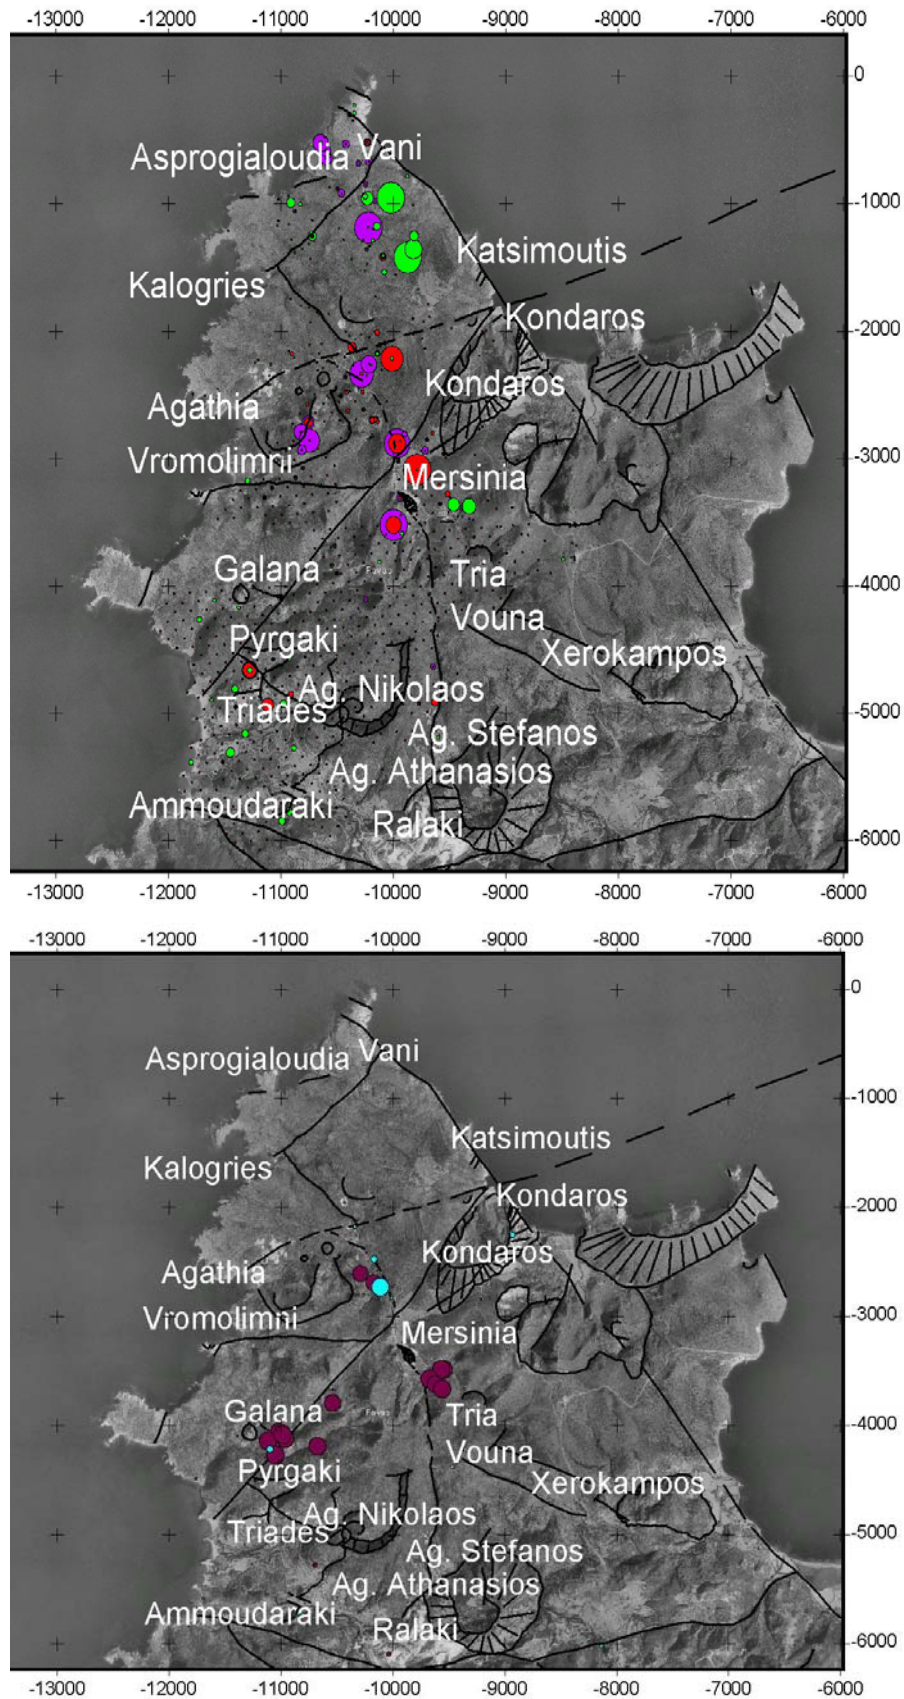 -13000 -12000 -11000 -10000 -9000 -8000 -7000 -6000
0
Vani
Asprogialoudia
-1000
Katsimoutis
Kalogries
Kondaros
-2000
Kondaros
Agathia
Vromolimni
-3000
Mersinia
Galana
Favas
Tria
-4000
Vouna
Pyrgaki
Xerokampos
Ag. Nikolaos
Triades
-5000
Ag. Stefanos
Ag. Athanasios
Ammoudaraki
Ralaki
-6000
-13000 -12000 -11000 -10000 -9000 -8000 -7000 -6000
-13000 -12000 -11000 -10000 -9000 -8000 -7000 -6000
0
Vani
Asprogialoudia
-1000
Katsimoutis
Kalogries
Kondaros
-2000
Kondaros
Agathia
Vromolimni
-3000
Mersinia
Galana
Favas
Tria
-4000
Vouna
Pyrgaki
Xerokampos
Ag. Nikolaos
Triades
-5000
Ag. Stefanos
Ag. Athanasios
Ammoudaraki
Ralaki
-6000
-13000 -12000 -11000 -10000 -9000 -8000 -7000 -6000